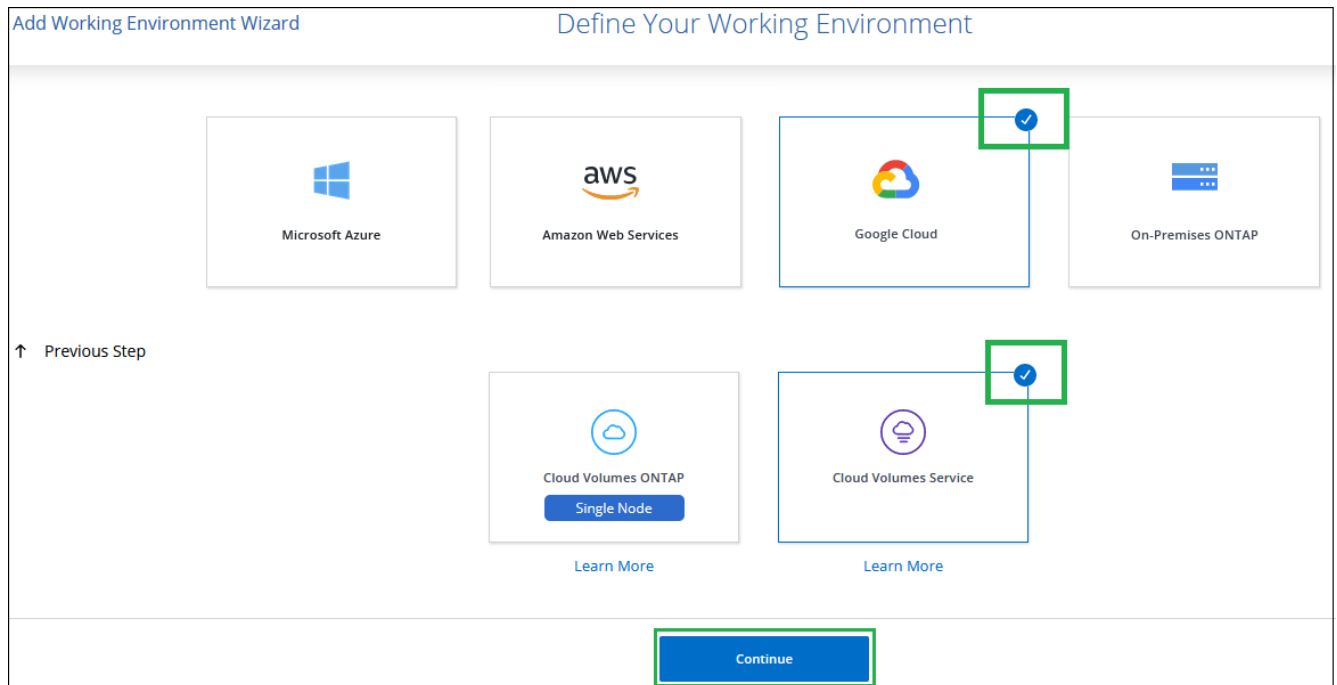 Add Working Environment Wizard
Define Your Working Environment
aws
Microsoft Azure
Amazon Web Services
Google Cloud
On-Premises ONTAP
↑ Previous Step
Cloud Volumes ONTAP
Single Node
Cloud Volumes Service
Learn More
Learn More
Continue